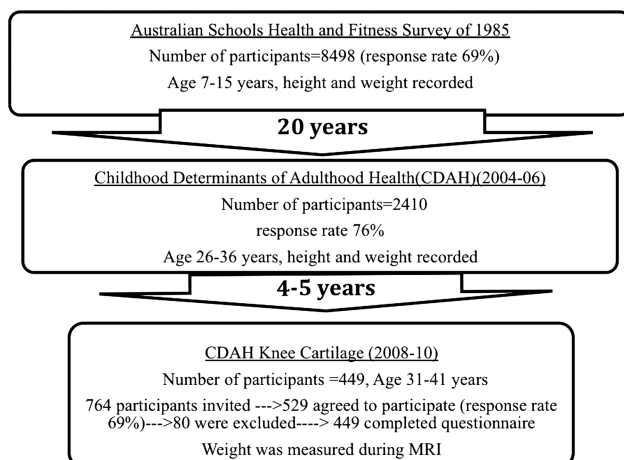 Australian Schools Health and Fitness Survey of 1985
Number of participants=8498 (response rate 69%)
Age 7-15 years, height and weight recorded
20 years
Childhood Determinants of Adulthood Health(CDAH)(2004-06)
Number of participants=2410
response rate 76%
Age 26-36 years, height and weight recorded
4-5 years
CDAH Knee Cartilage (2008-10)
Number of participants =449, Age 31-41 years
764 participants invited --->529 agreed to participate (response rate
69%)--->80 were excluded----> 449 completed questionnaire
Weight was measured during MRI